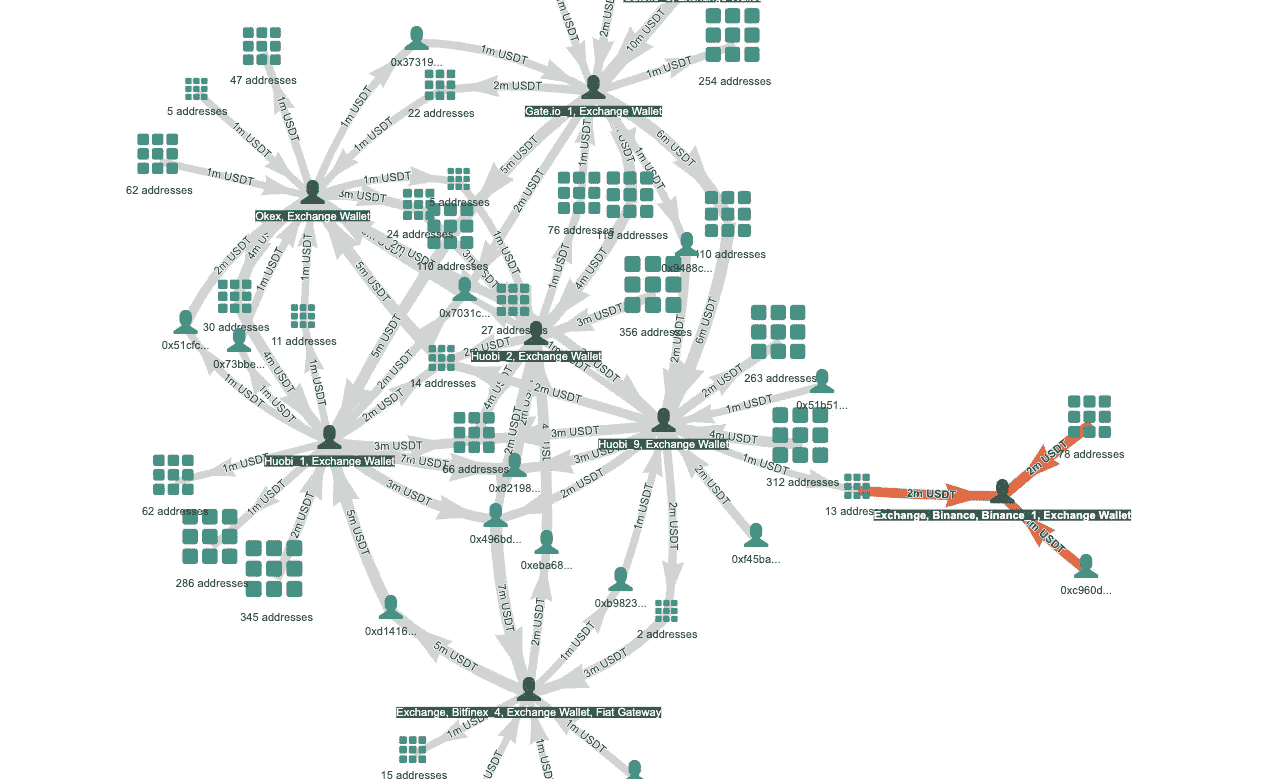 2m USDT
10m USDT
1m USDT
254 addresses
47 addresses
0x37319...
1m USDT
2m USDT
5 addresses
22 addresses
Gate.io_1, Exchange Wallet
1m USDT
1m USDT
1m USDT
1m USDT
62 addresses
1m USDT
5m USDT
2m USDT
1m USDT
1m USDT
6m USDT
1m USDT
3m USDT
5 addresses
Okex, Exchange Wallet
24 addresses
76 addresses
119 addresses
110 addresses
2m USDT
1m USDT
5m USDT
2m USDT
1m USDT
1m USDT
110 addresses
0x9488c...
1m USDT
4m USDT
30 addresses
11 addresses
0x7031c...
27 addresses
3m USDT
356 addresses
0x51cfc...
0x73bbe...
5m USDT
2m USDT
6m USDT
14 addresses
2m USDT
Huobi_2, Exchange Wallet
263 addresses
1m USDT
4m USDT
1m USDT
1m USDT
2m USDT
2m USDT
2m USDT
2m USDT
1m USDT
0x51b51...
3m USDT
3m USDT
Huobi_9, Exchange Wallet
4m USDT
Huobi_1, Exchange Wallet
1m USDT
7m USDT
66 addresses
3m USDT
1m USDT
312 addresses
78 addresses
2m USDT
62 addresses
1m USDT
0x82198...
3m USDT
2m USDT
2m USDT
13 addresses
2m USDT
Exchange, Binance, Binance_1, Exchange Wallet
286 addresses
2m USDT
5m USDT
0x496bd...
0xeba68...
1m USDT
2m USDT
0xf45ba...
345 addresses
7m USDT
2m USDT
0xb9823...
2 addresses
0xc960d...
0xd1416...
5m USDT
1m USDT
3m USDT
Exchange, Bitfinex_4, Exchange Wallet, Fiat Gateway
1m USDT
1m USDT
15 addresses